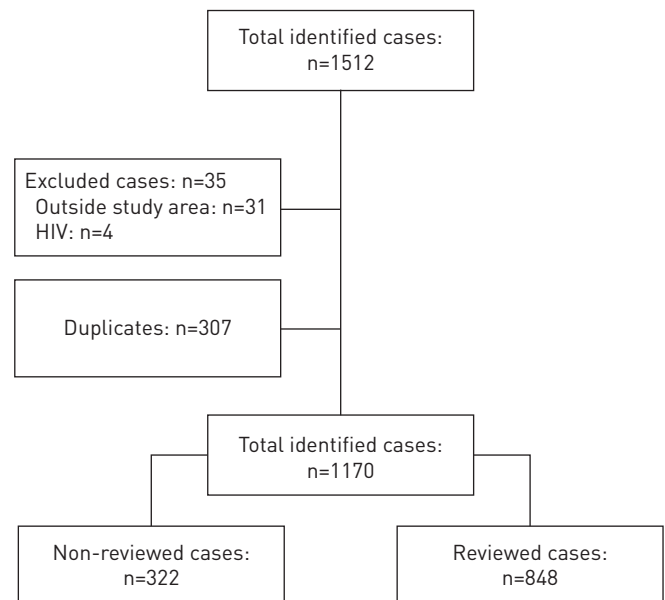 Total identified cases:
n=1512
Excluded cases: n=35
Outside study area: n=31
HIV: n=4
Duplicates: n=307
Total identified cases:
n=1170
Non-reviewed cases:
n=322
Reviewed cases:
n=848